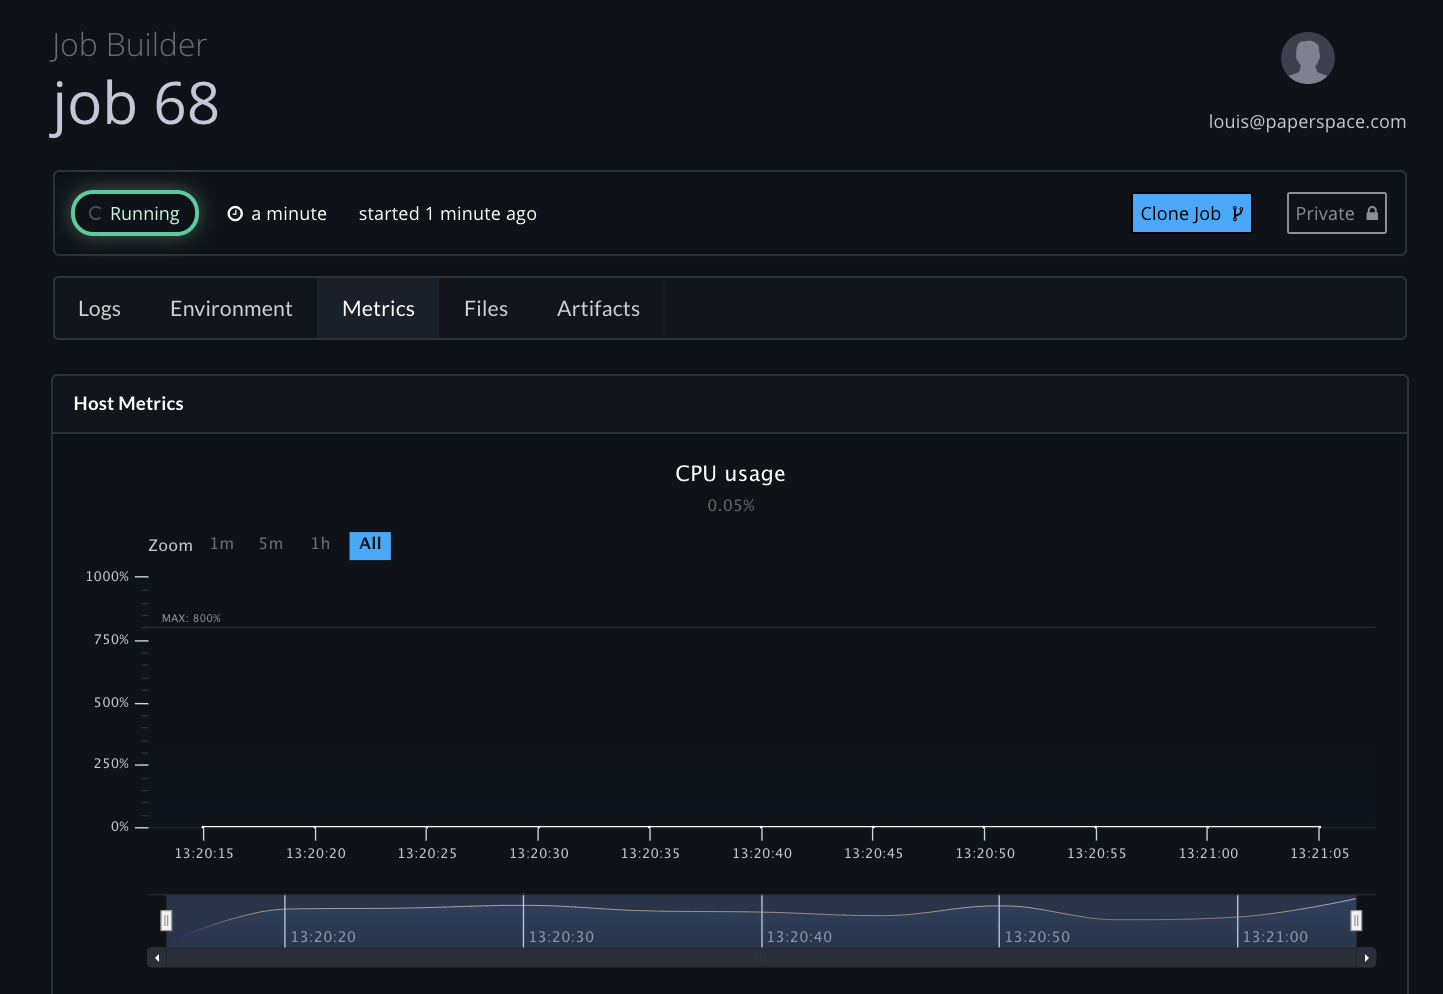 Job Builder
job 68
louis@paperspace.com
Running a minute started 1 minute ago Clone Job Private
Logs Environment Metrics Files Artifacts
Host Metrics
CPU usage
0.05%
Zoom 1m 5m 1h All
1000%
MAX: 800%
750%
500%
250%
0%
13:20:15 13:20:20 13:20:25 13:20:30 13:20:35 13:20:40 13:20:45 13:20:50 13:20:55 13:21:00 13:21:05
13:20:20 13:20:30 13:20:40 13:20:50 13:21:00